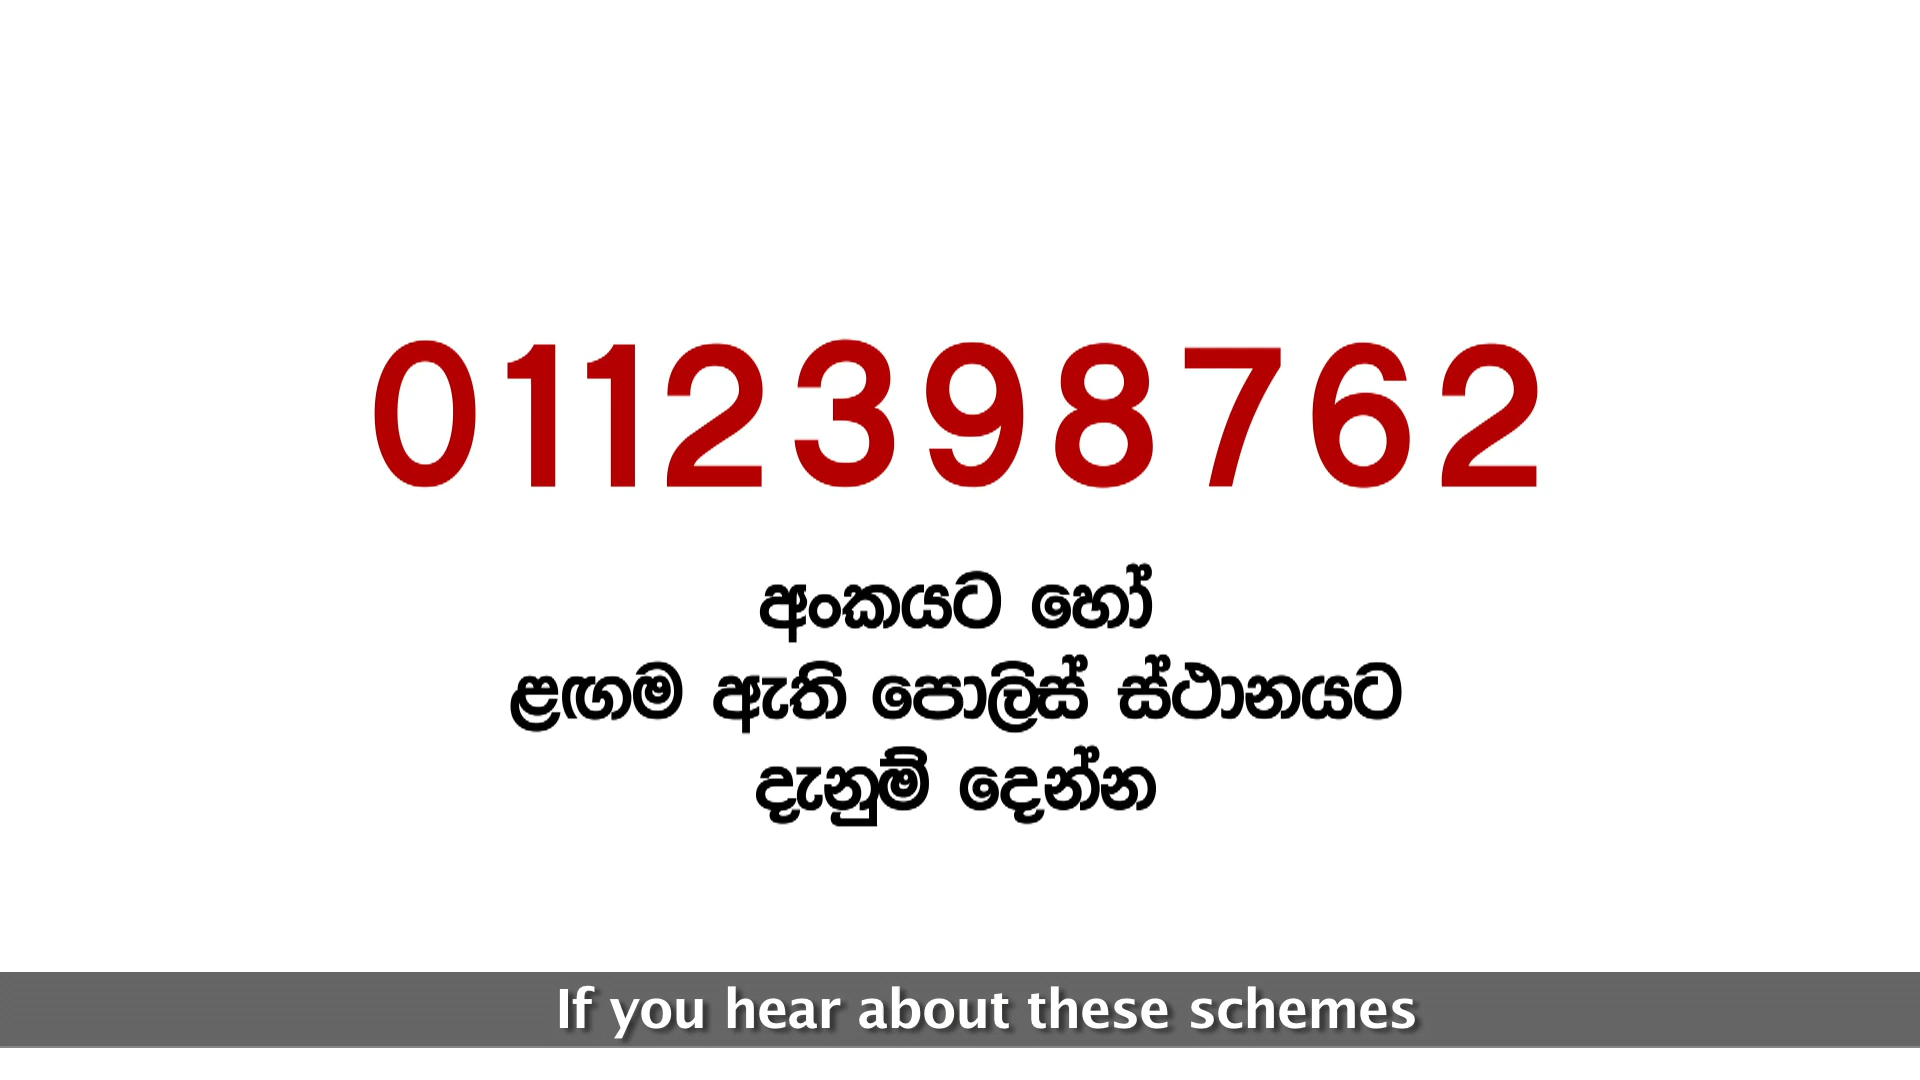 0112398762
අංකයට හෝ
ළඟම ඇති පොලිස් ස්ථානයට
දැනුම් දෙන්න
If you hear about these schemes